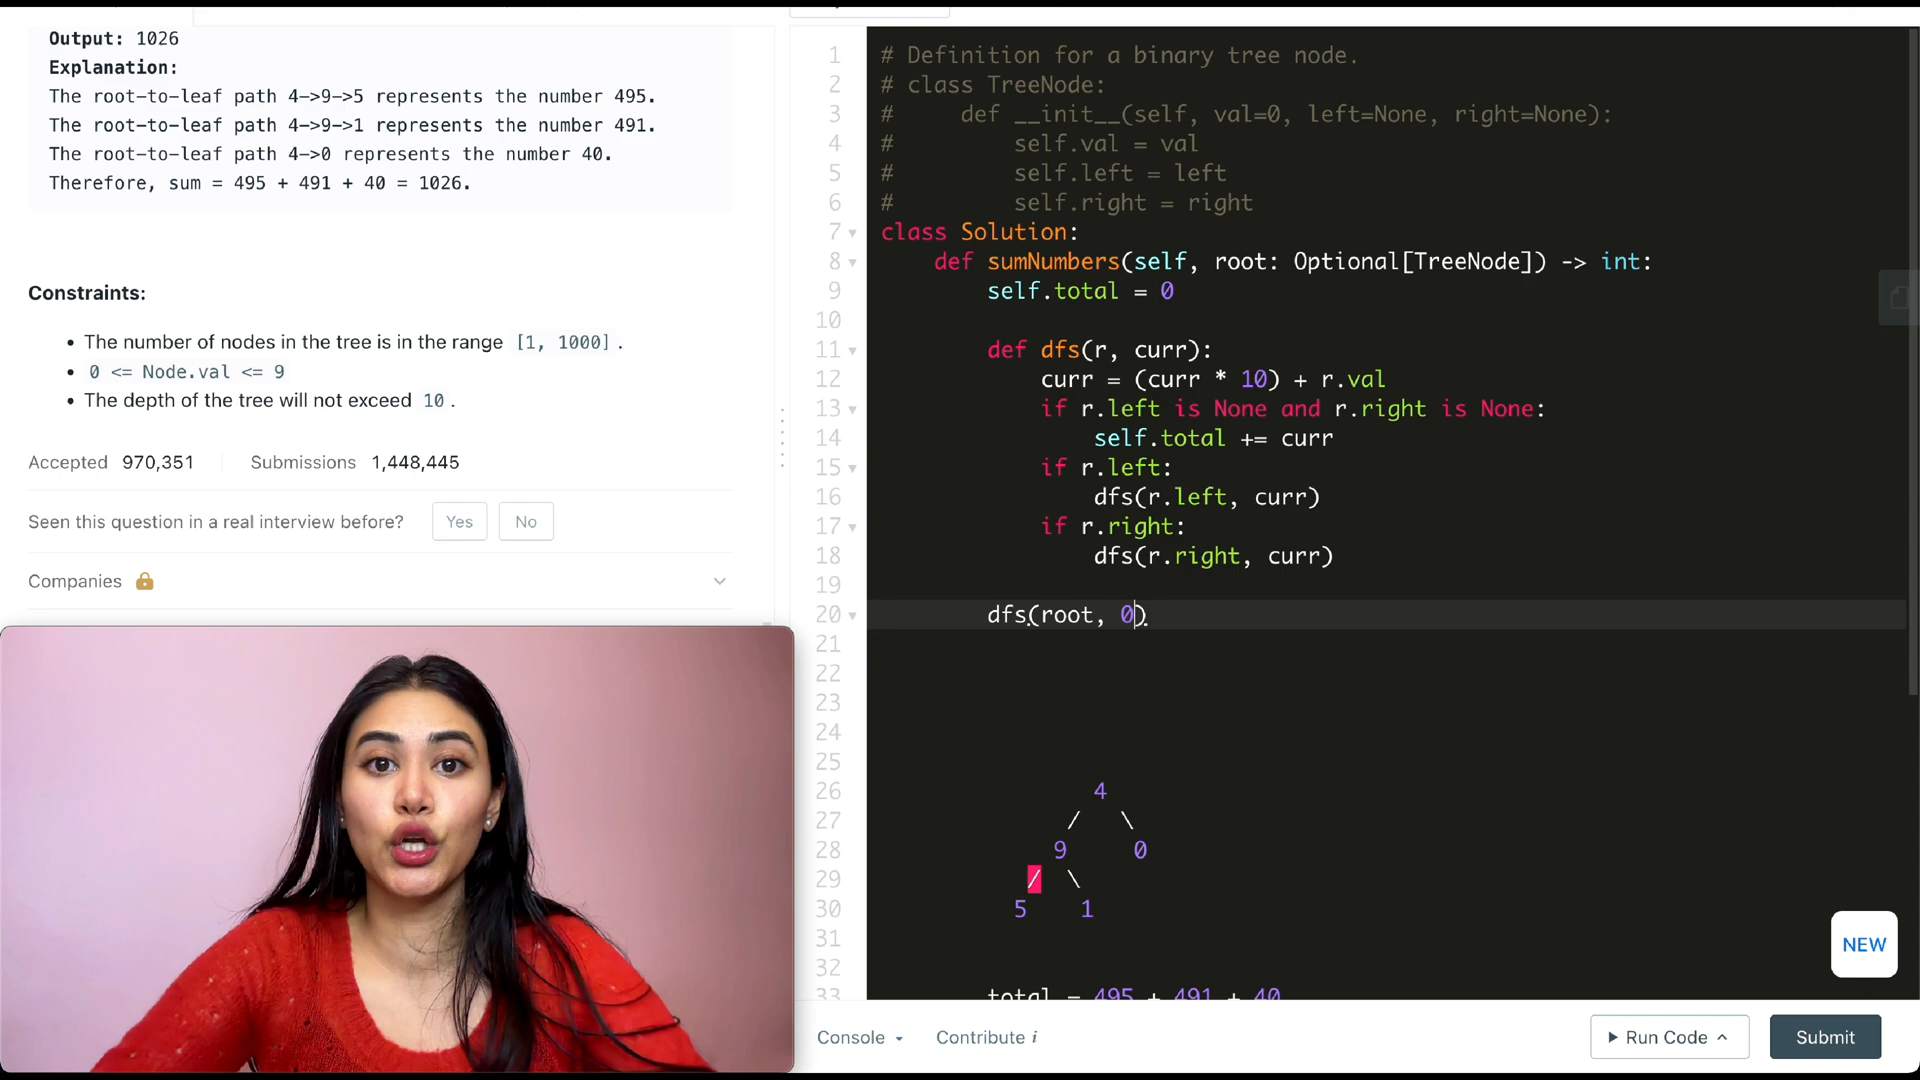 Output: 1026
Explanation:
The root-to-leaf path 4->9->5 represents the number 495.
The root-to-leaf path 4->9->1 represents the number 491.
The root-to-leaf path 4->0 represents the number 40.
Therefore, sum = 495 + 491 + 40 = 1026.
Constraints:
The number of nodes in the tree is in the range [1, 1000].
0 <= Node.val <= 9
The depth of the tree will not exceed 10.
Accepted 970,351 Submissions 1,448,445
Seen this question in a real interview before? Yes No
Companies
1 # Definition for a binary tree node.
2 # class TreeNode:
3 #     def __init__(self, val=0, left=None, right=None):
4 #         self.val = val
5 #         self.left = left
6 #         self.right = right
7 class Solution:
8     def sumNumbers(self, root: Optional[TreeNode]) -> int:
9         self.total = 0
10
11         def dfs(r, curr):
12             curr = (curr * 10) + r.val
13             if r.left is None and r.right is None:
14                 self.total += curr
15             if r.left:
16                 dfs(r.left, curr)
17             if r.right:
18                 dfs(r.right, curr)
19
20         dfs(root, 0)
21
22
23
24
25
26                 4
27               /   \
28              9     0
29            /  \
30           5    1
31
32
33         total = 495 + 491 + 40
NEW
Console Contribute i
Run Code Submit